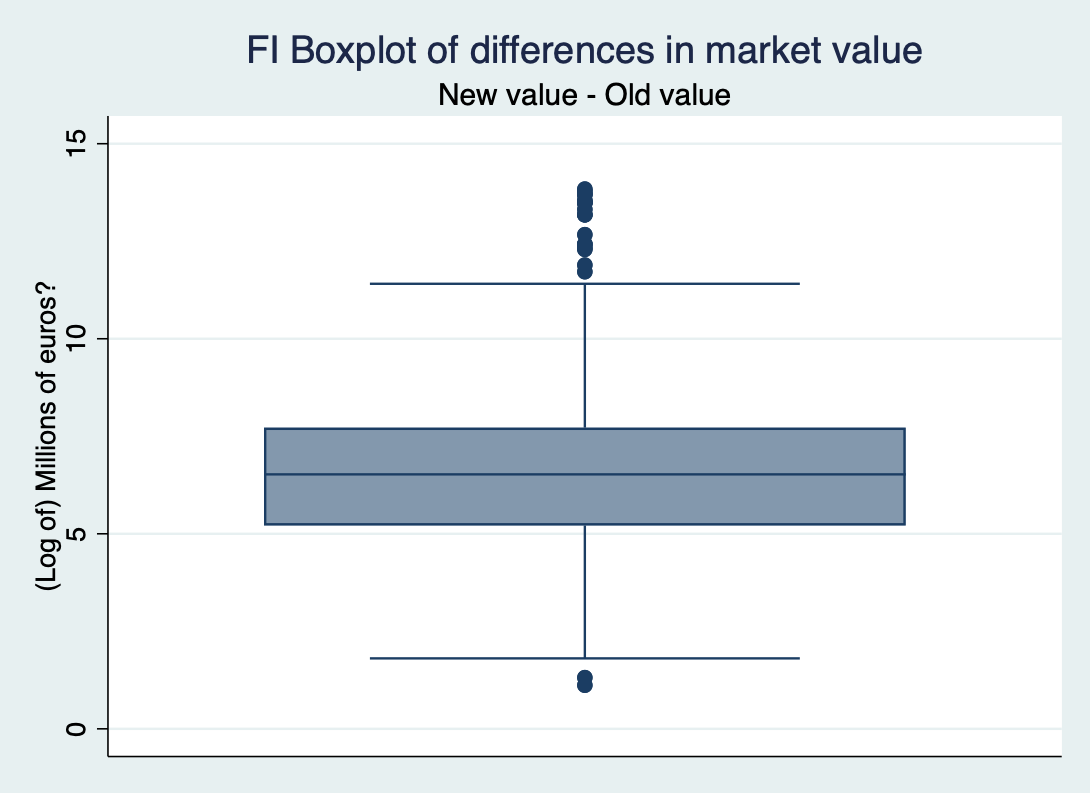 FI Boxplot of differences in market value
New value - Old value
(Log of) Millions of euros?
15
10
5
0